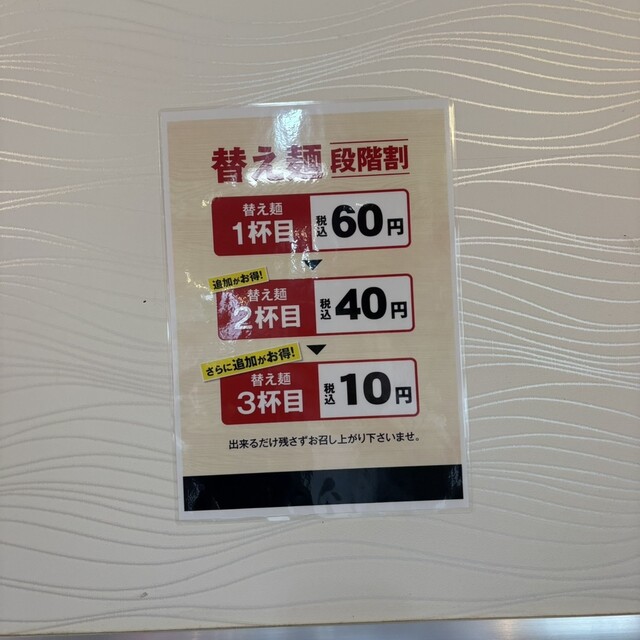 替え麺 段階割
替え麺
1杯目
税込 60円
追加がお得!
替え麺
2杯目
税込 40円
さらに追加がお得!
替え麺
3杯目
税込 10円
出来るだけ残さずお召し上がり下さいませ。